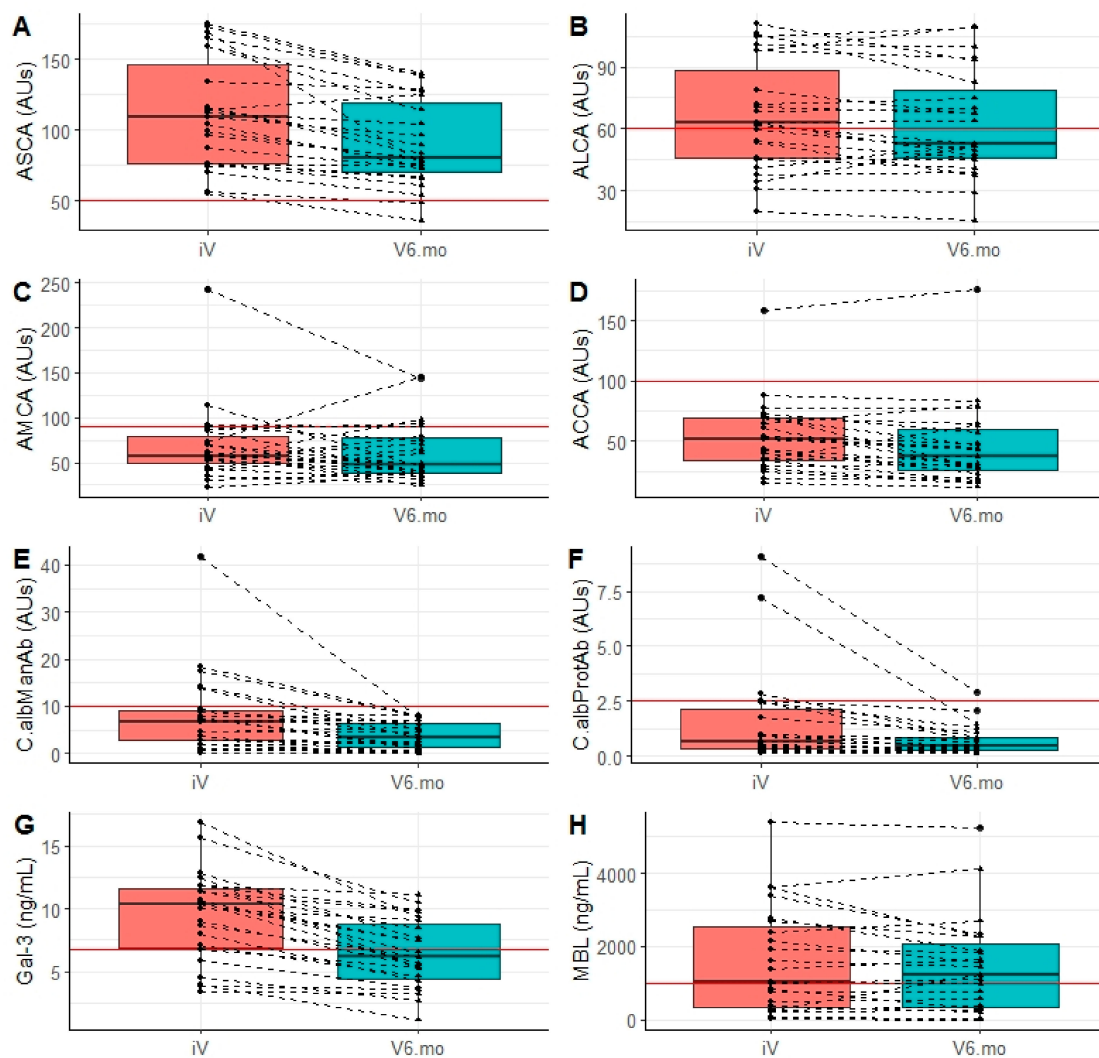 A
ASCA (AUs)
150
100
50
iV
V6.mo
B
ALCA (AUs)
90
60
30
iV
V6.mo
C
AMCA (AUs)
250
200
150
100
50
iV
V6.mo
D
ACCA (AUs)
150
100
50
iV
V6.mo
E
C.albManAb (AUs)
40
30
20
10
0
iV
V6.mo
F
C.albProtAb (AUs)
7.5
5.0
2.5
0.0
iV
V6.mo
G
Gal-3 (ng/mL)
15
10
5
iV
V6.mo
H
MBL (ng/mL)
4000
2000
0
iV
V6.mo